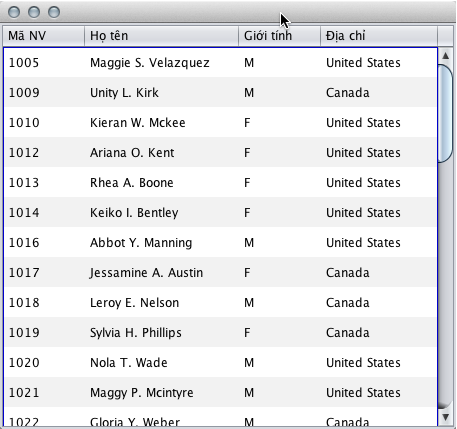 Mã NV Họ tên Giới tính Địa chỉ
1005 Maggie S. Velazquez M United States
1009 Unity L. Kirk M Canada
1010 Kieran W. Mckee F United States
1012 Ariana O. Kent F United States
1013 Rhea A. Boone F United States
1014 Keiko I. Bentley F United States
1016 Abbot Y. Manning M United States
1017 Jessamine A. Austin F Canada
1018 Leroy E. Nelson M Canada
1019 Sylvia H. Phillips F Canada
1020 Nola T. Wade M United States
1021 Maggy P. Mcintyre M United States
1022 Gloria Y. Weber M Canada